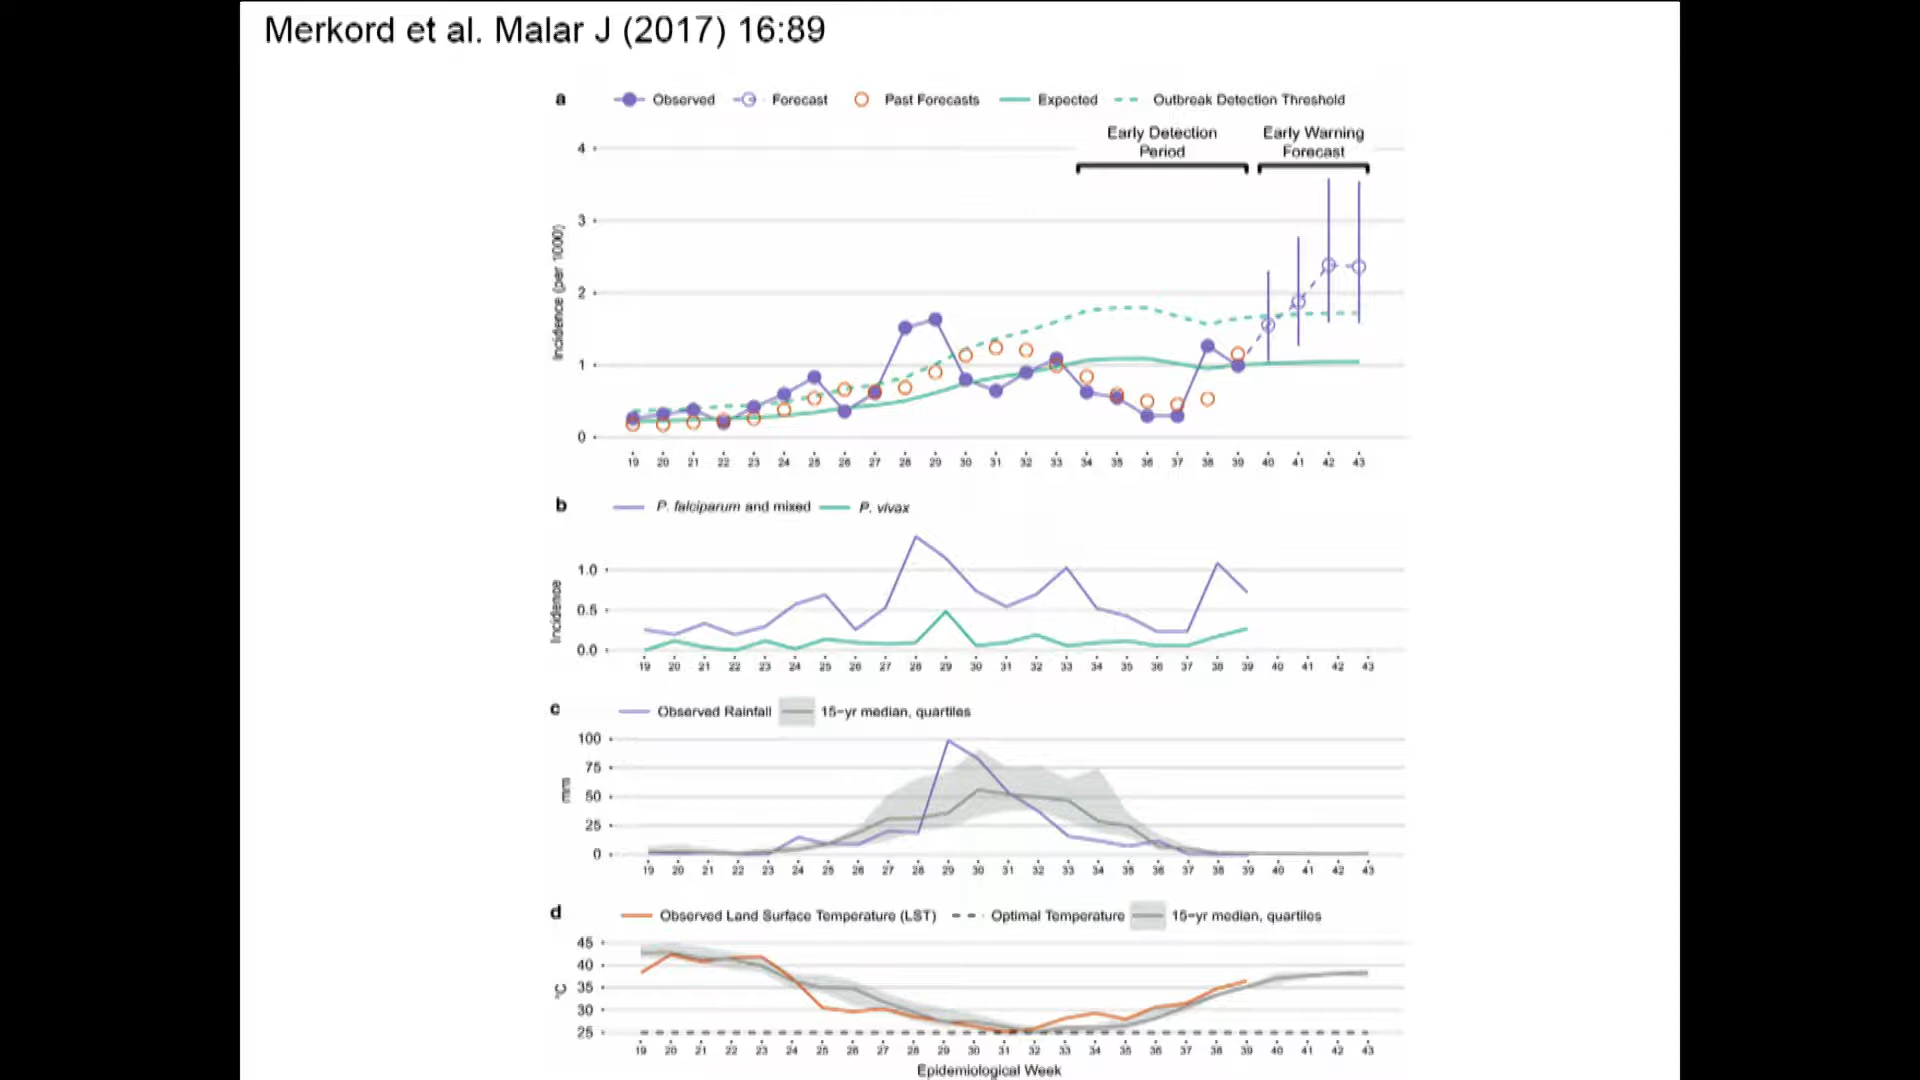 Merkord et al. Malar J (2017) 16:89
a
Observed Forecast Past Forecasts Expected Outbreak Detection Threshold
Early Detection Period
Early Warning Forecast
Incidence (per 1000)
4
3
2
1
0
19 20 21 22 23 24 25 26 27 28 29 30 31 32 33 34 35 36 37 38 39 40 41 42 43
b
P. falciparum and mixed P. vivax
Incidence
1.0
0.5
0.0
19 20 21 22 23 24 25 26 27 28 29 30 31 32 33 34 35 36 37 38 39 40 41 42 43
c
Observed Rainfall 15-yr median, quartiles
mm
100
75
50
25
0
19 20 21 22 23 24 25 26 27 28 29 30 31 32 33 34 35 36 37 38 39 40 41 42 43
d
Observed Land Surface Temperature (LST) Optimal Temperature 15-yr median, quartiles
°C
45
40
35
30
25
19 20 21 22 23 24 25 26 27 28 29 30 31 32 33 34 35 36 37 38 39 40 41 42 43
Epidemiological Week